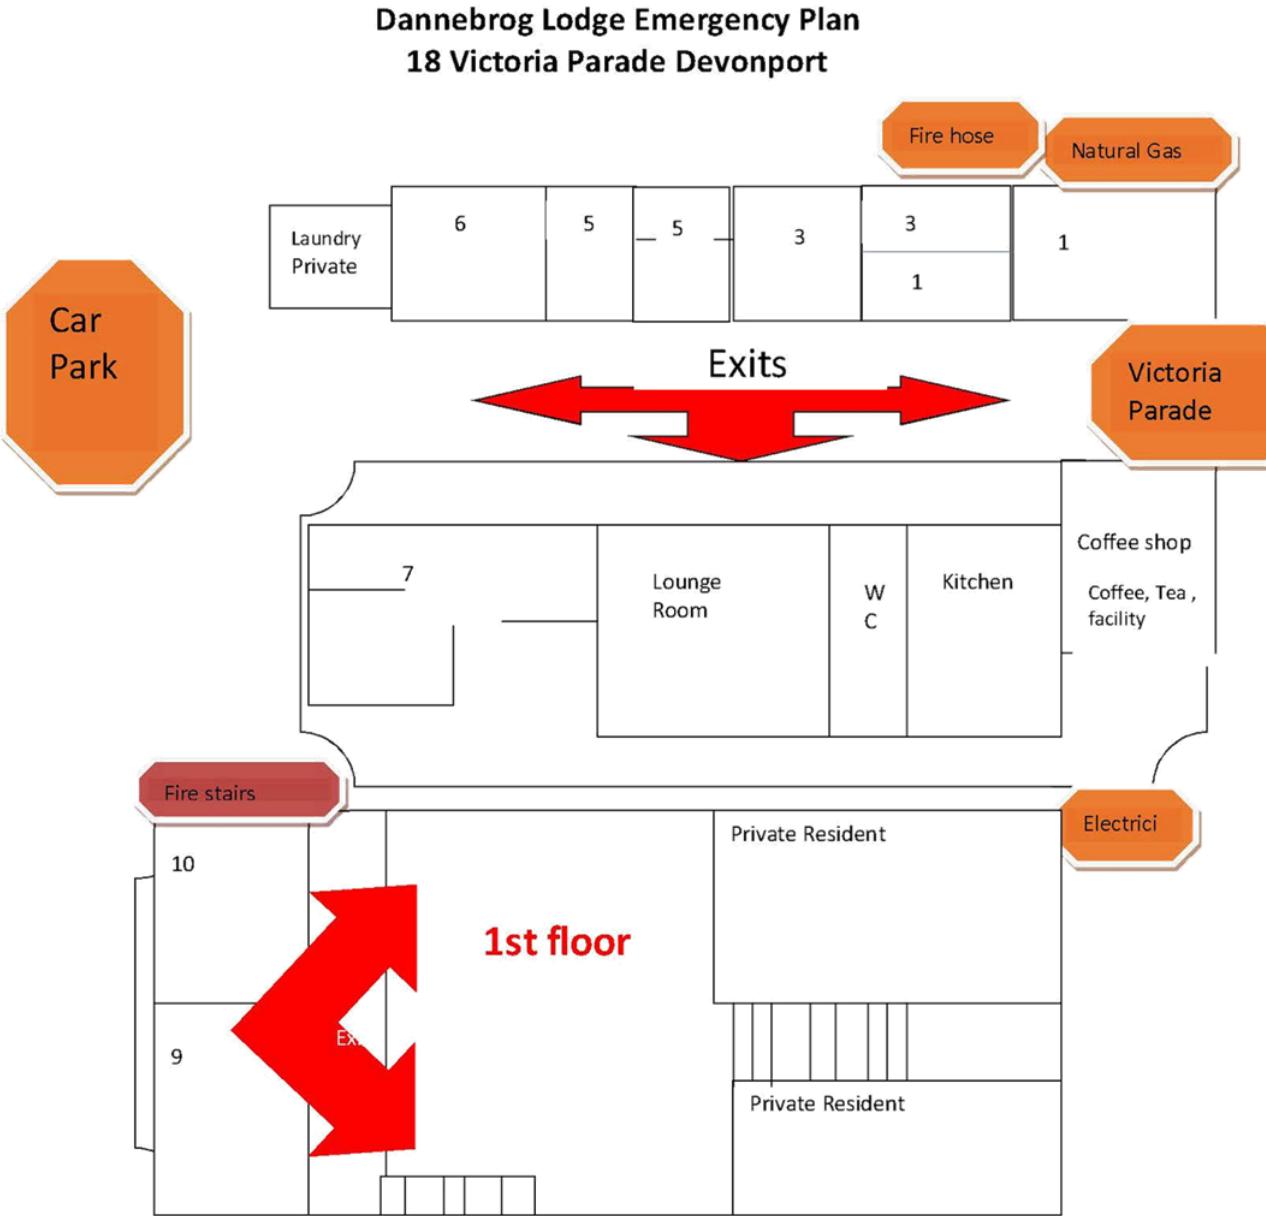 Dannebrog Lodge Emergency Plan
18 Victoria Parade Devonport
Fire hose
Natural Gas
6
5
5
3
3
1
1
Laundry
Private
Car
Park
Exits
Victoria
Parade
7
Lounge
Room
W
C
Kitchen
Coffee shop
Coffee, Tea ,
facility
Fire stairs
Electrici
10
Private Resident
1st floor
9
Private Resident